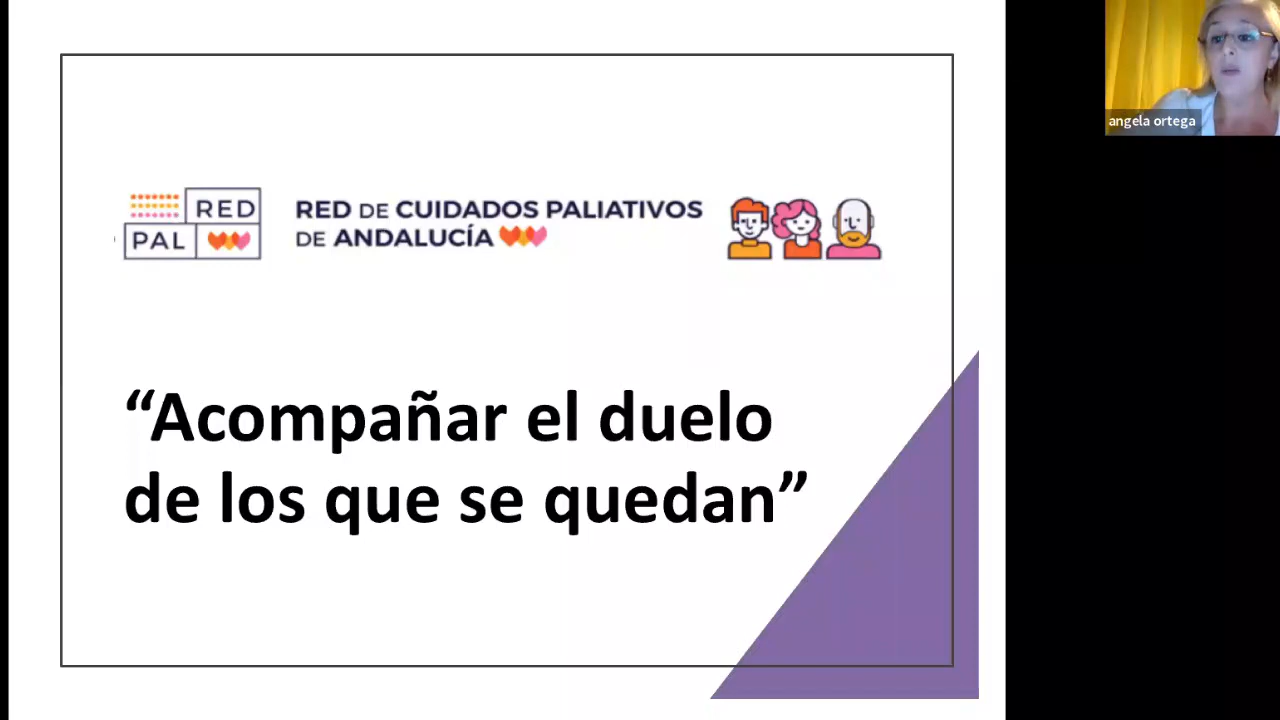 RED
PAL
RED DE CUIDADOS PALIATIVOS
DE ANDALUCÍA
“Acompañar el duelo
de los que se quedan”
angela ortega